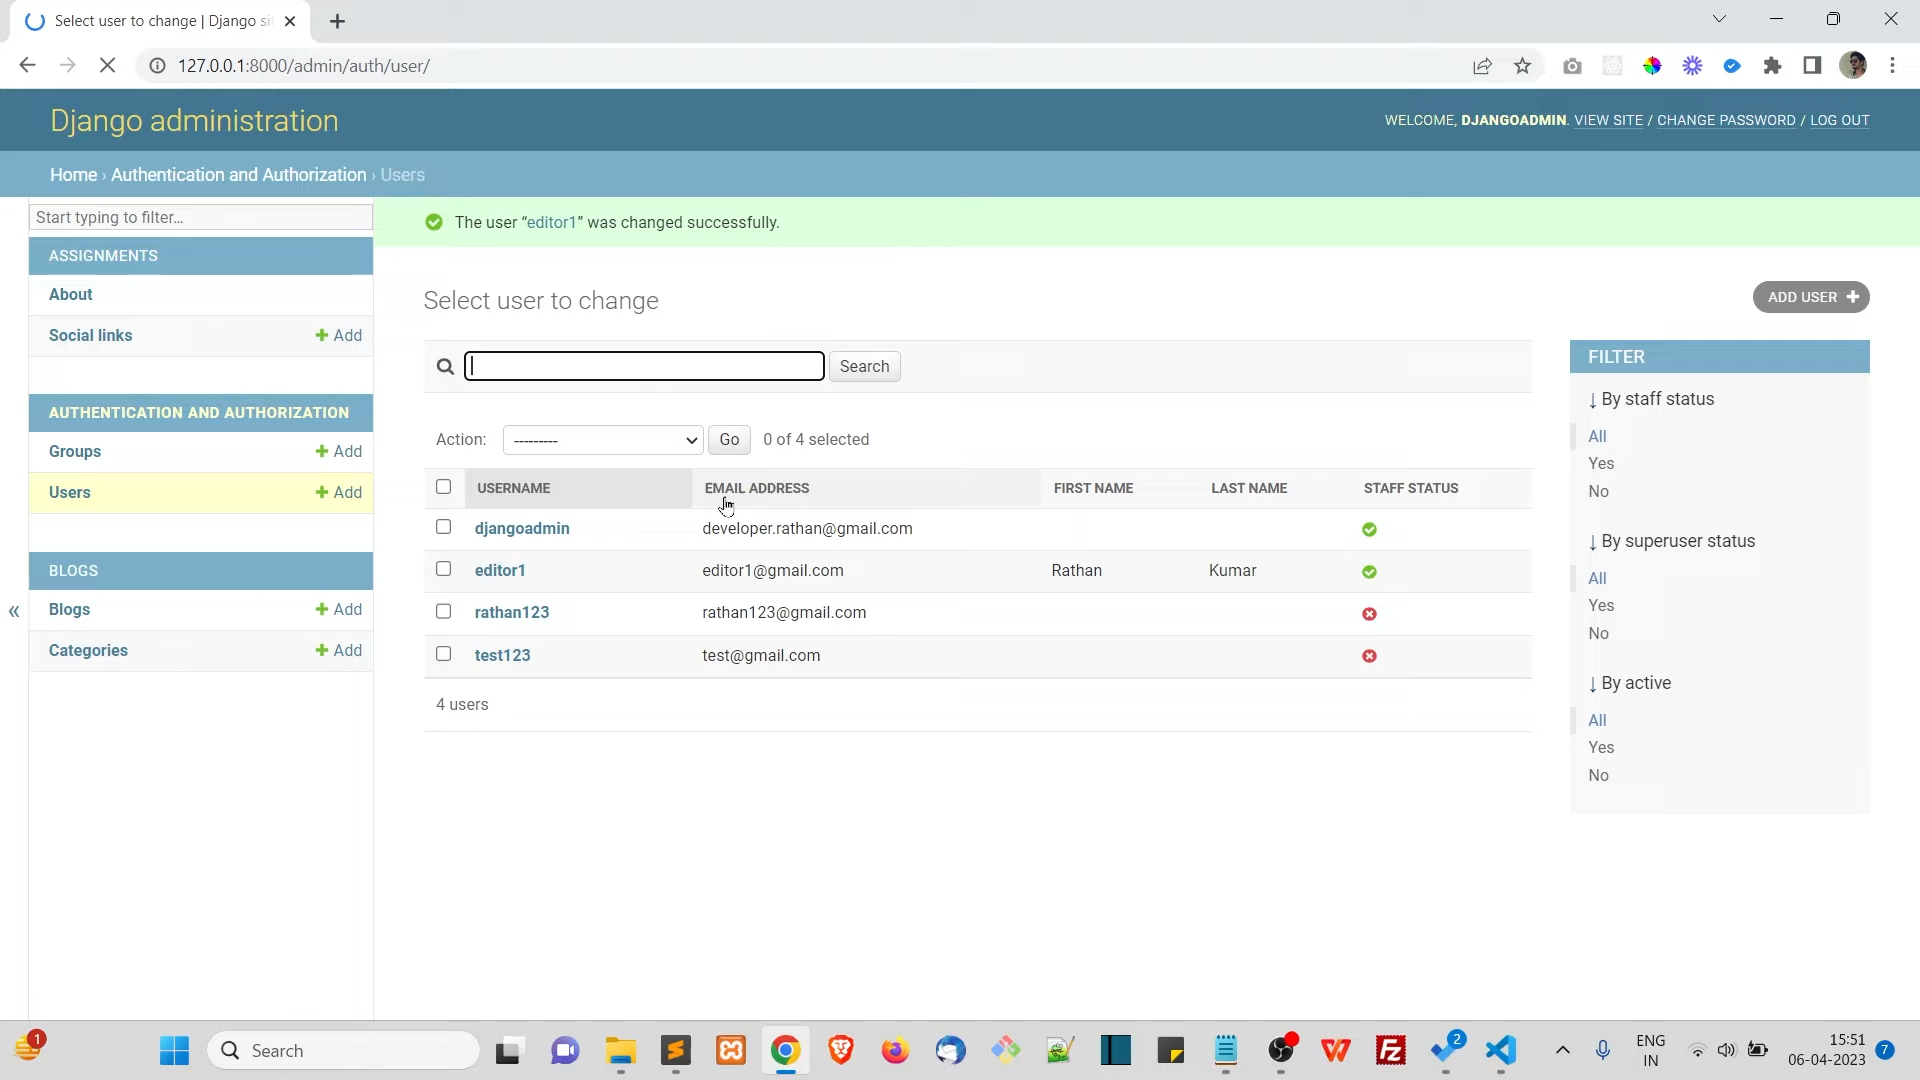 Select user to change | Django si
127.0.0.1:8000/admin/auth/user/
Django administration
WELCOME, DJANGOADMIN. VIEW SITE / CHANGE PASSWORD / LOG OUT
Home › Authentication and Authorization › Users
Start typing to filter...
ASSIGNMENTS
About
Social links + Add
AUTHENTICATION AND AUTHORIZATION
Groups + Add
Users + Add
BLOGS
Blogs + Add
Categories + Add
«
The user “editor1” was changed successfully.
Select user to change
ADD USER +
Search
Action: --------- Go 0 of 4 selected
USERNAME EMAIL ADDRESS FIRST NAME LAST NAME STAFF STATUS
djangoadmin developer.rathan@gmail.com
editor1 editor1@gmail.com Rathan Kumar
rathan123 rathan123@gmail.com
test123 test@gmail.com
4 users
FILTER
↓ By staff status
All
Yes
No
↓ By superuser status
All
Yes
No
↓ By active
All
Yes
No
1
Search
2
ENG
IN
15:51
06-04-2023
7